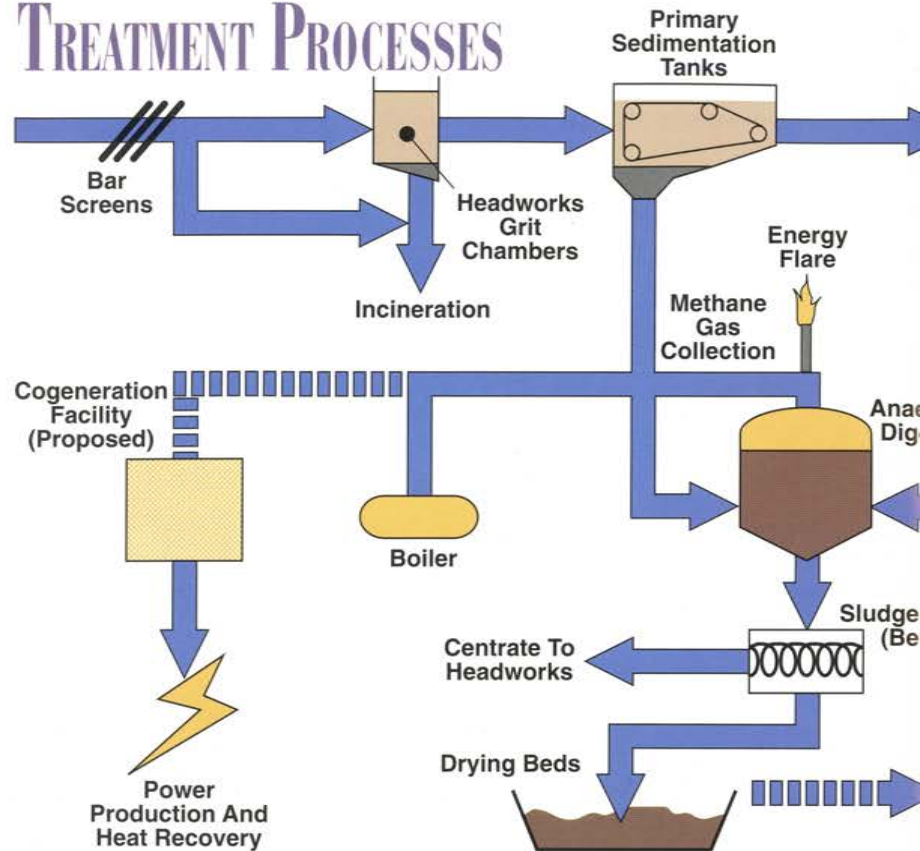 TREATMENT PROCESSES
Primary
Sedimentation
Tanks
Bar
Screens
Headworks
Grit
Chambers
Incineration
Energy
Flare
Methane
Gas
Collection
Cogeneration
Facility
(Proposed)
Boiler
Sludge
Centrate To
Headworks
Drying Beds
Power
Production And
Heat Recovery